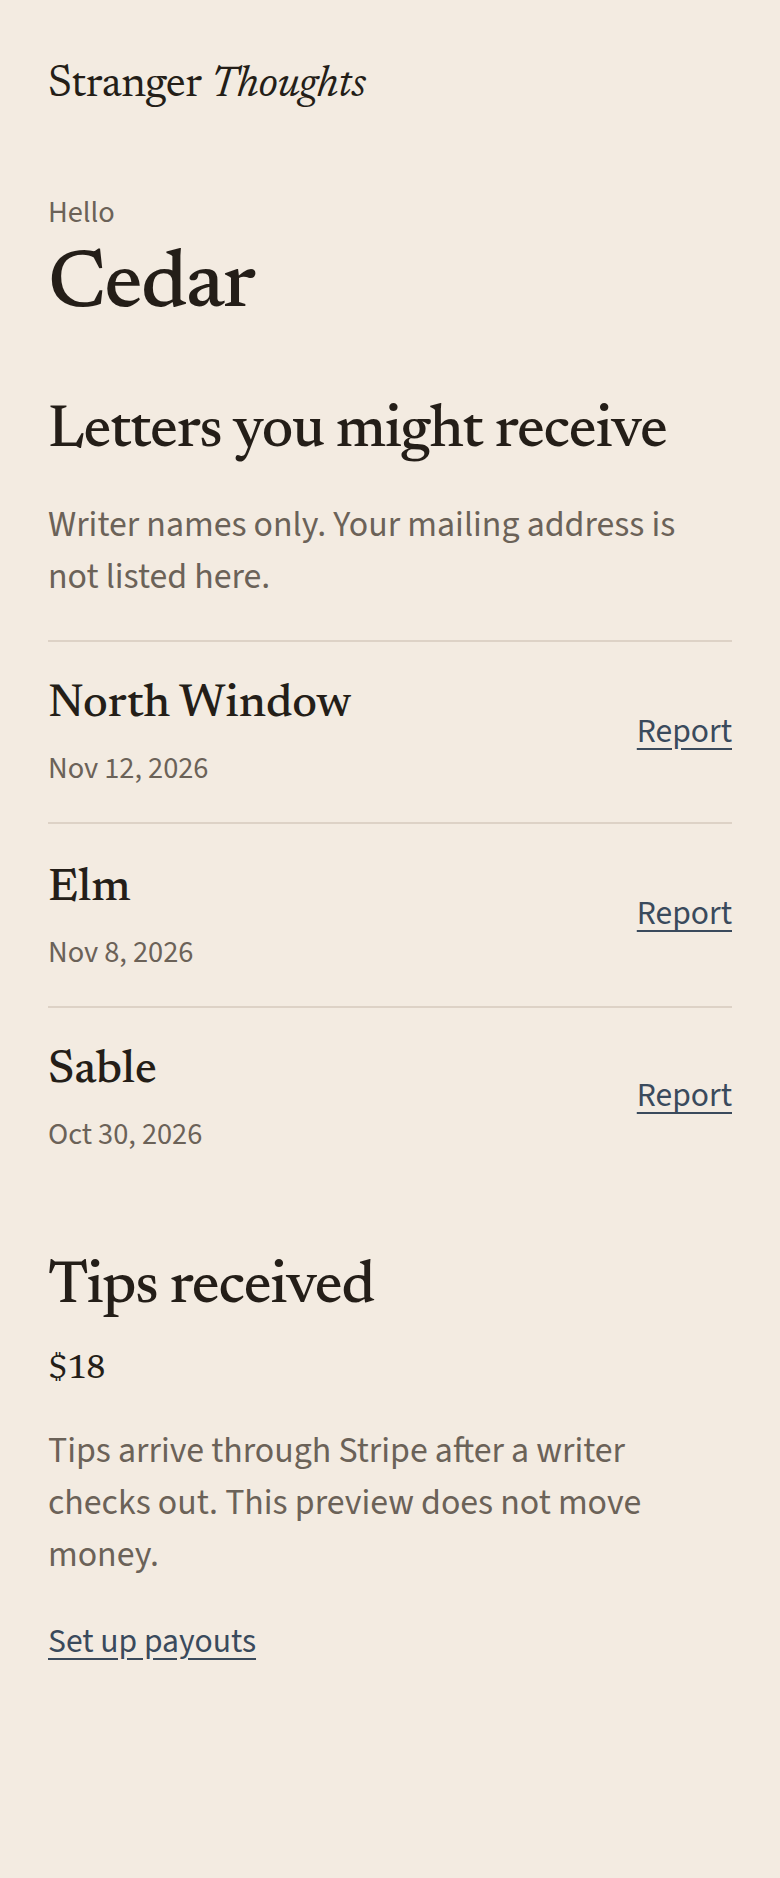 Stranger Thoughts
Hello
Cedar
Letters you might receive
Writer names only. Your mailing address is
not listed here.
North Window
Report
Nov 12, 2026
Elm
Report
Nov 8, 2026
Sable
Report
Oct 30, 2026
Tips received
$18
Tips arrive through Stripe after a writer
checks out. This preview does not move
money.
Set up payouts